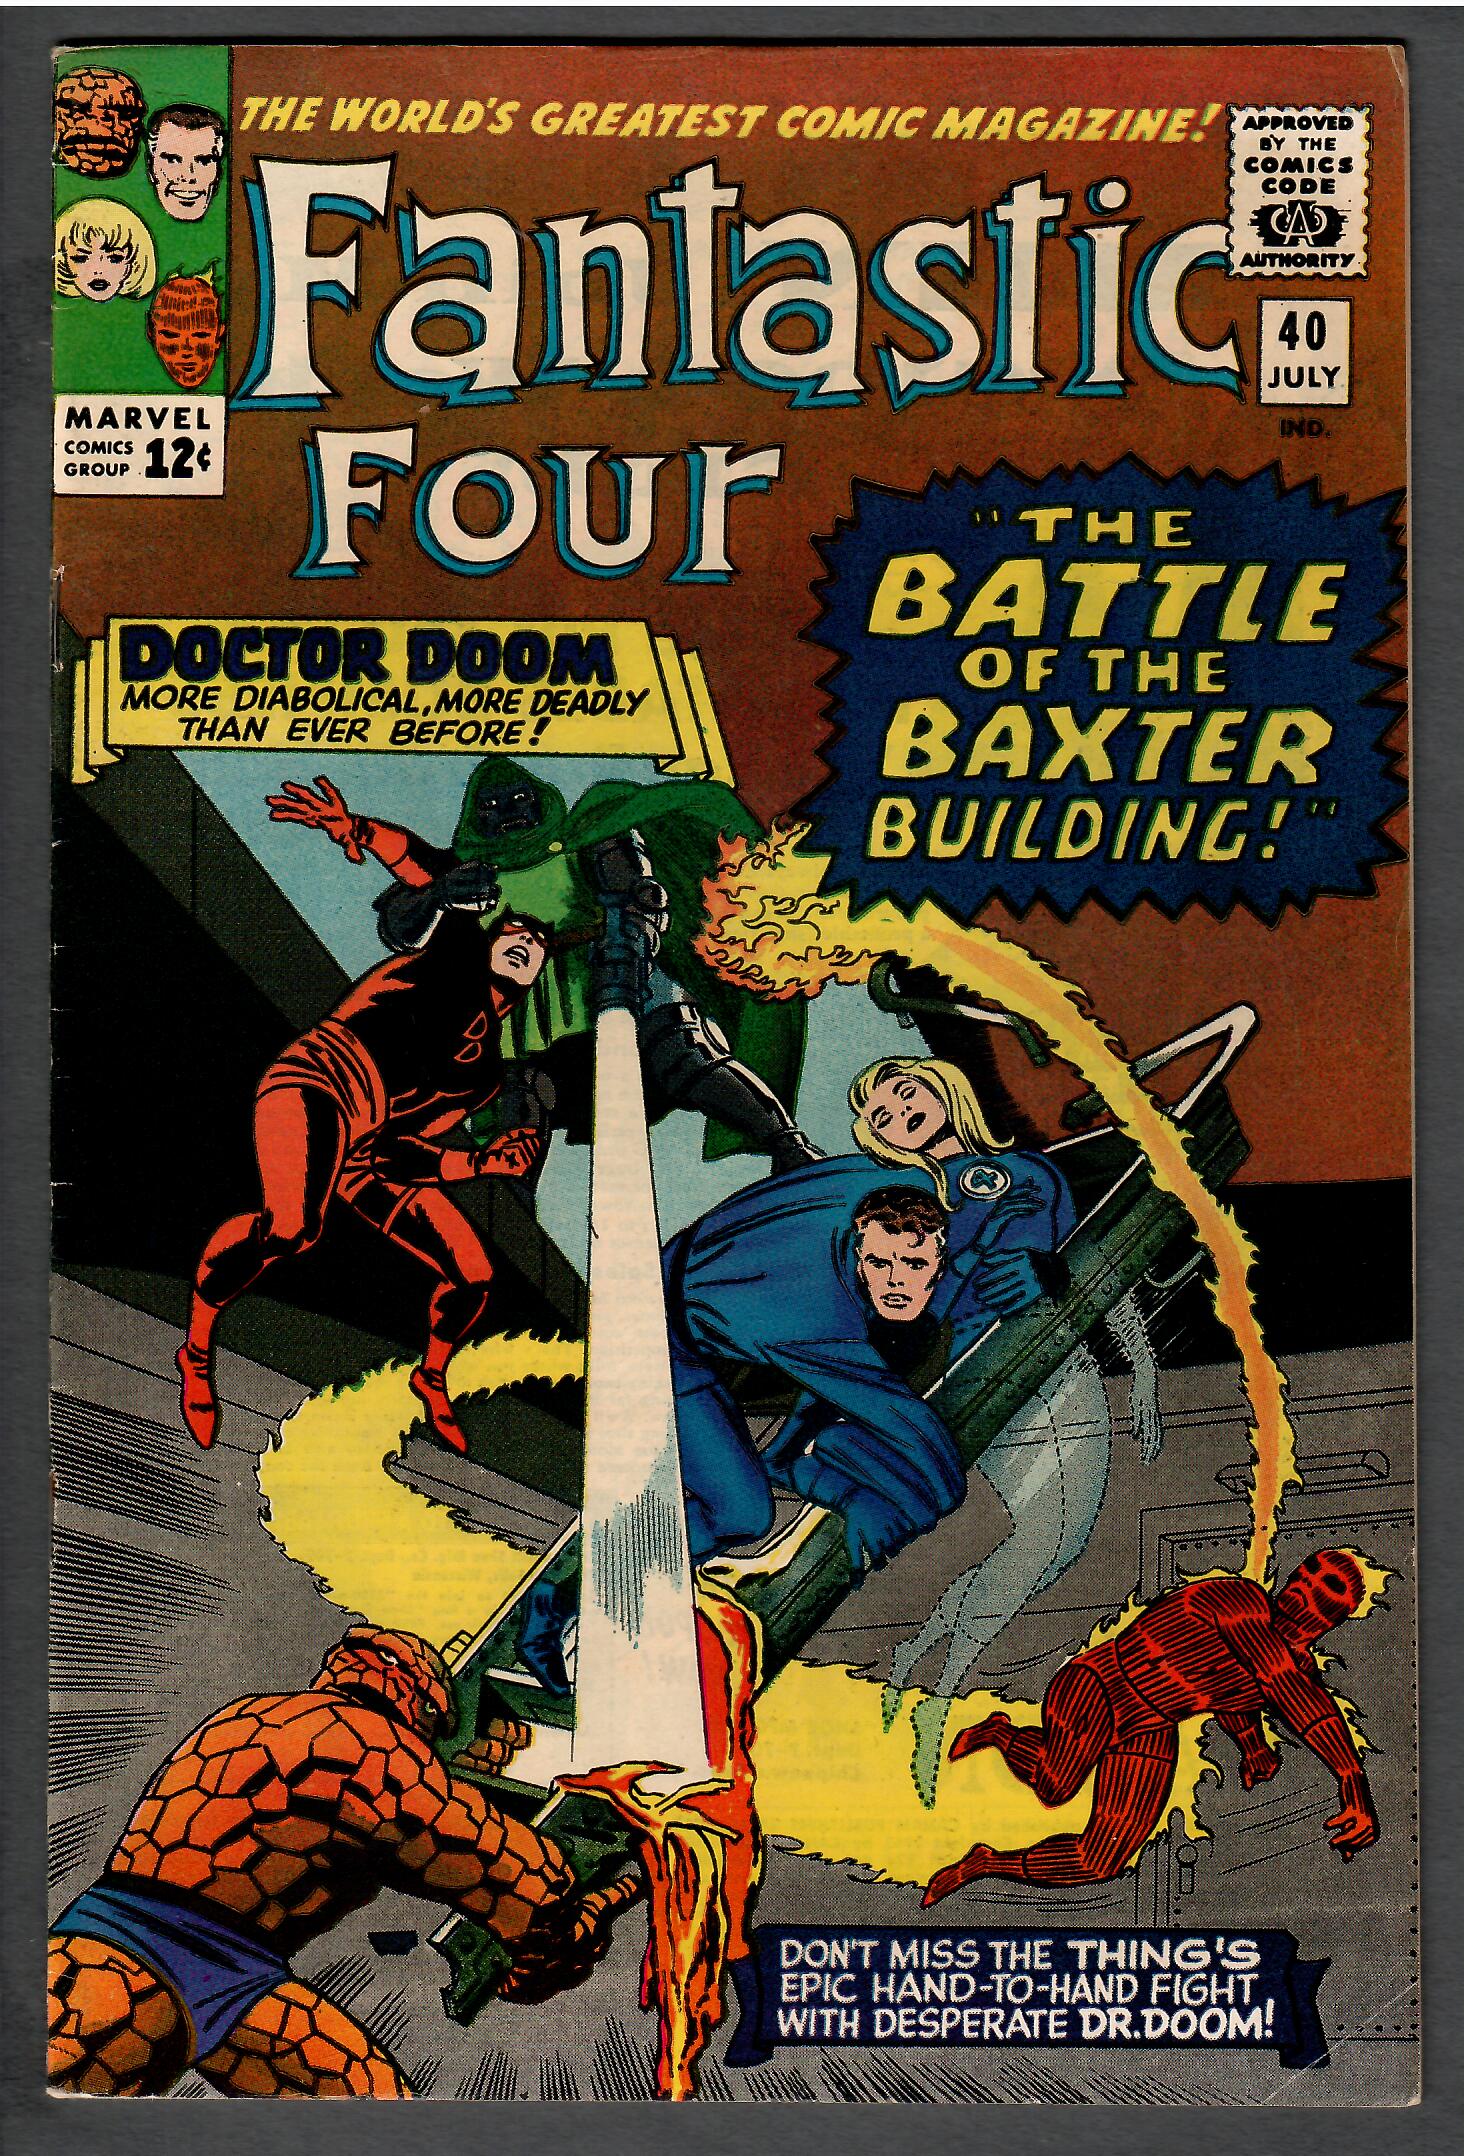 THE WORLD'S GREATEST COMIC MAGAZINE!
APPROVED
BY THE
COMICS
CODE
CA
AUTHORITY
Fantastic
Four
40
JULY
IND.
MARVEL
COMICS
GROUP 12¢
"THE
BATTLE
OF THE
BAXTER
BUILDING!"
DOCTOR DOOM
MORE DIABOLICAL, MORE DEADLY
THAN EVER BEFORE!
4
DON'T MISS THE THING'S
EPIC HAND-TO-HAND FIGHT
WITH DESPERATE DR. DOOM!